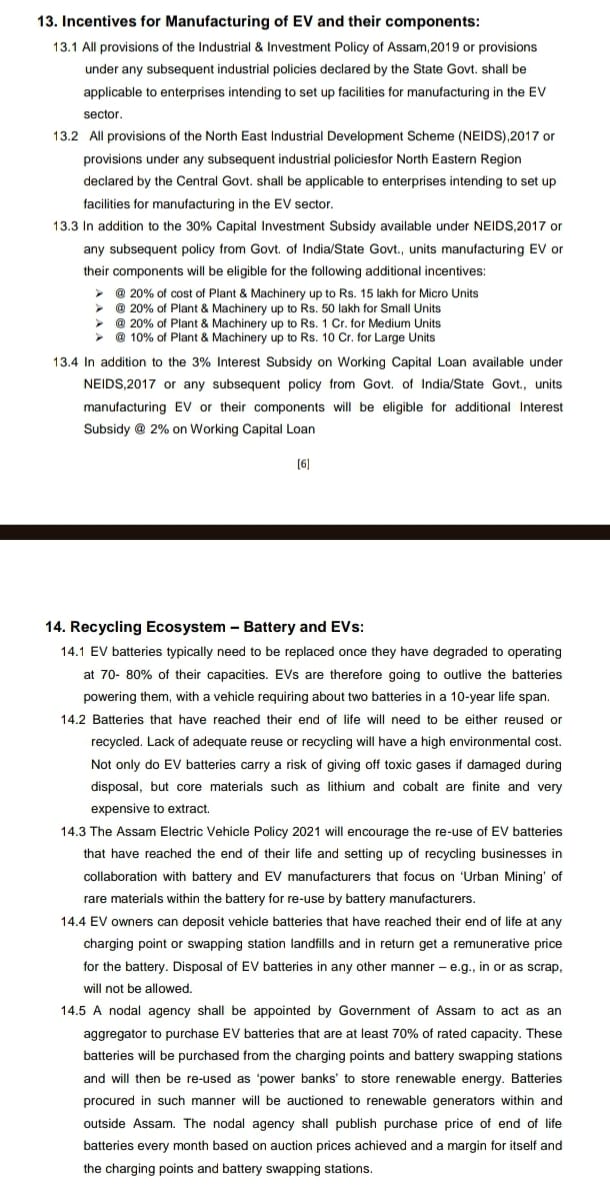 13. Incentives for Manufacturing of EV and their components:
13.1 All provisions of the Industrial & Investment Policy of Assam,2019 or provisions
under any subsequent industrial policies declared by the State Govt. shall be
applicable to enterprises intending to set up facilities for manufacturing in the EV
sector.
13.2 All provisions of the North East Industrial Development Scheme (NEIDS),2017 or
provisions under any subsequent industrial policiesfor North Eastern Region
declared by the Central Govt. shall be applicable to enterprises intending to set up
facilities for manufacturing in the EV sector.
13.3 In addition to the 30% Capital Investment Subsidy available under NEIDS,2017 or
any subsequent policy from Govt. of India/State Govt., units manufacturing EV or
their components will be eligible for the following additional incentives:
➢ @ 20% of cost of Plant & Machinery up to Rs. 15 lakh for Micro Units
➢ @ 20% of Plant & Machinery up to Rs. 50 lakh for Small Units
➢ @ 20% of Plant & Machinery up to Rs. 1 Cr. for Medium Units
➢ @ 10% of Plant & Machinery up to Rs. 10 Cr. for Large Units
13.4 In addition to the 3% Interest Subsidy on Working Capital Loan available under
NEIDS,2017 or any subsequent policy from Govt. of India/State Govt., units
manufacturing EV or their components will be eligible for additional Interest
Subsidy @ 2% on Working Capital Loan
[6]
14. Recycling Ecosystem – Battery and EVs:
14.1 EV batteries typically need to be replaced once they have degraded to operating
at 70- 80% of their capacities. EVs are therefore going to outlive the batteries
powering them, with a vehicle requiring about two batteries in a 10-year life span.
14.2 Batteries that have reached their end of life will need to be either reused or
recycled. Lack of adequate reuse or recycling will have a high environmental cost.
Not only do EV batteries carry a risk of giving off toxic gases if damaged during
disposal, but core materials such as lithium and cobalt are finite and very
expensive to extract.
14.3 The Assam Electric Vehicle Policy 2021 will encourage the re-use of EV batteries
that have reached the end of their life and setting up of recycling businesses in
collaboration with battery and EV manufacturers that focus on 'Urban Mining' of
rare materials within the battery for re-use by battery manufacturers.
14.4 EV owners can deposit vehicle batteries that have reached their end of life at any
charging point or swapping station landfills and in return get a remunerative price
for the battery. Disposal of EV batteries in any other manner – e.g., in or as scrap,
will not be allowed.
14.5 A nodal agency shall be appointed by Government of Assam to act as an
aggregator to purchase EV batteries that are at least 70% of rated capacity. These
batteries will be purchased from the charging points and battery swapping stations
and will then be re-used as 'power banks' to store renewable energy. Batteries
procured in such manner will be auctioned to renewable generators within and
outside Assam. The nodal agency shall publish purchase price of end of life
batteries every month based on auction prices achieved and a margin for itself and
the charging points and battery swapping stations.